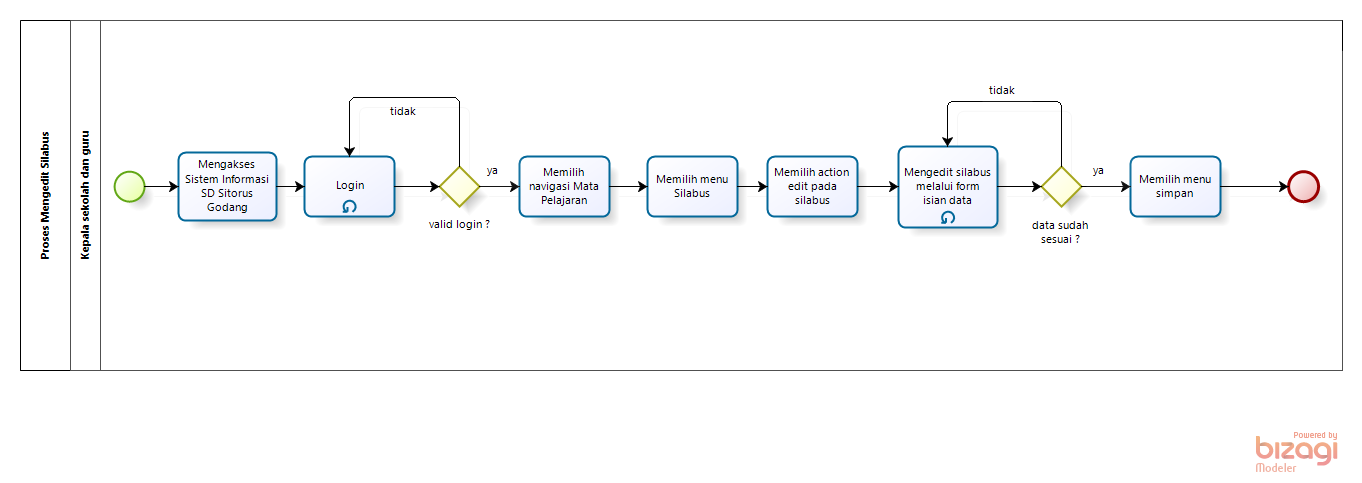 Proses Mengedit Silabus
Kepala sekolah dan guru
Mengakses
Sistem Informasi
SD Sitorus
Godang
tidak
Login
valid login ?
ya
Memilih
navigasi Mata
Pelajaran
Memilih menu
Silabus
Memilih action
edit pada
silabus
tidak
Mengedit silabus
melalui form
isian data
data sudah
sesuai ?
ya
Memilih menu
simpan
Powered by
bizagi
Modeler